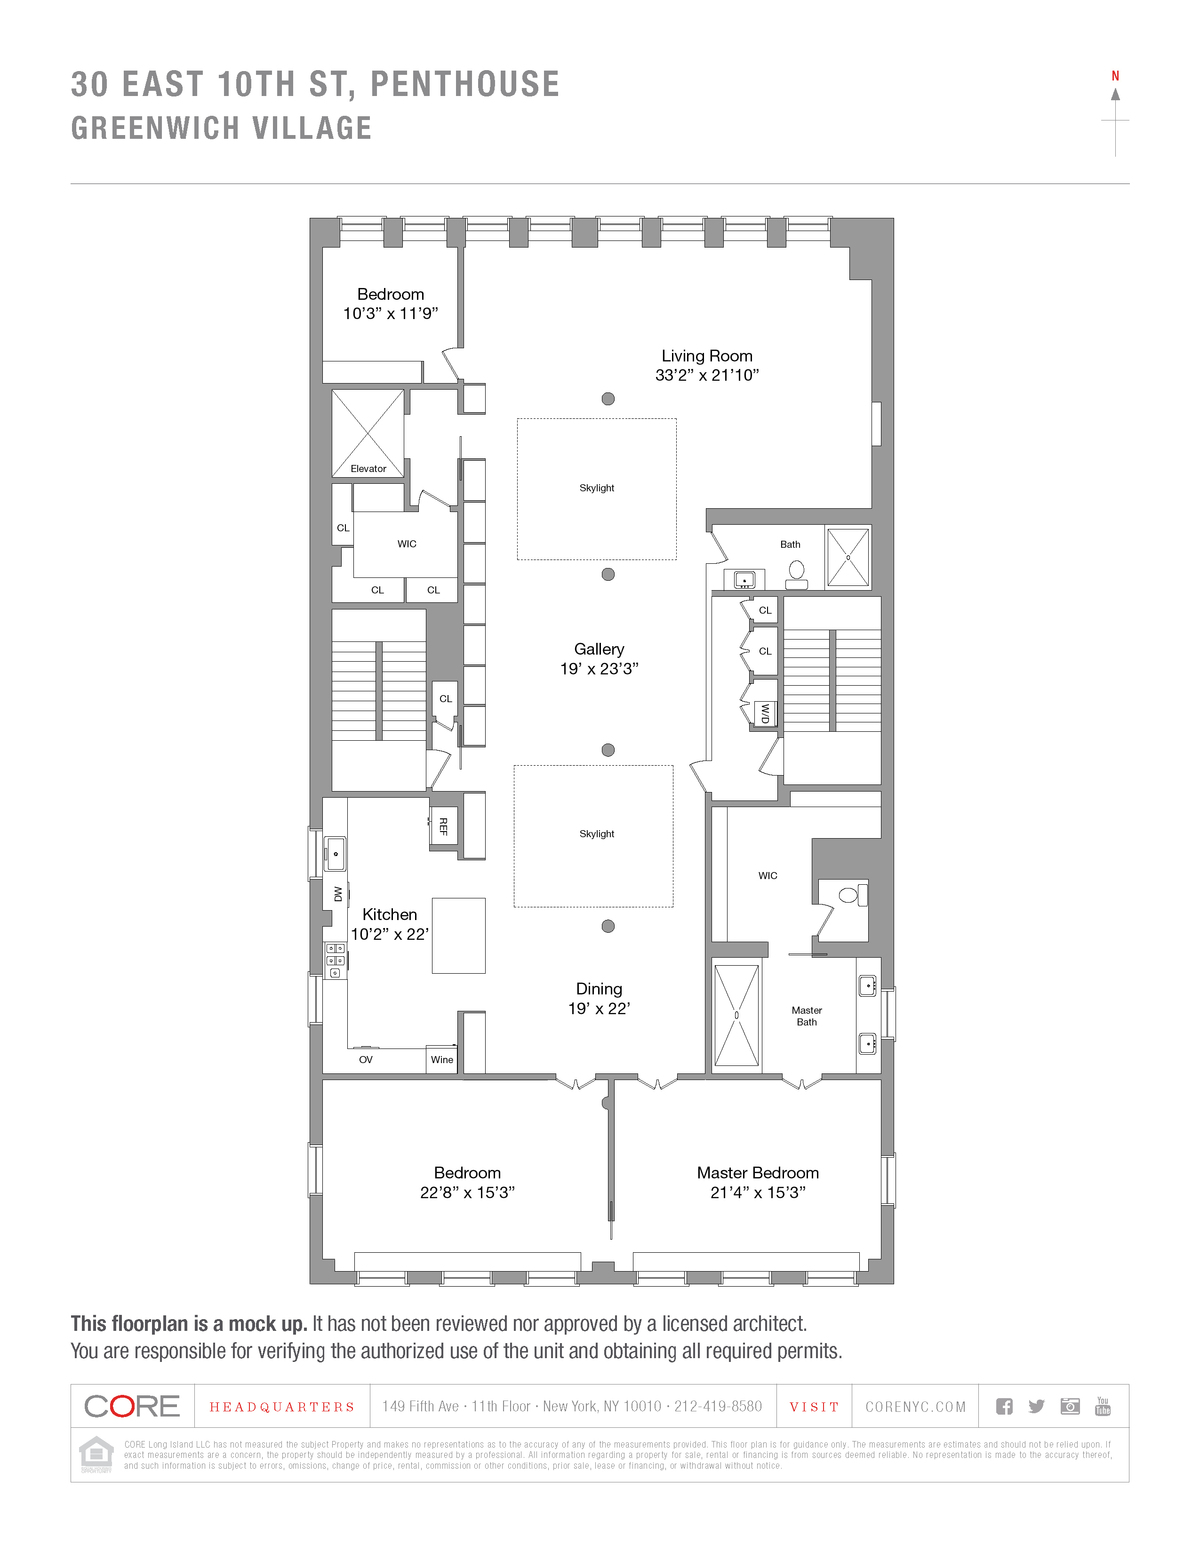 30 EAST 10TH ST, PENTHOUSE
GREENWICH VILLAGE
N
Bedroom
10’3” x 11’9”
Living Room
33’2” x 21’10”
Elevator
Skylight
CL
WIC
CL
CL
Bath
CL
CL
W/D
Gallery
19’ x 23’3”
CL
REF
Skylight
DW
Kitchen
10’2” x 22’
WIC
Dining
19’ x 22’
Master
Bath
OV
Wine
Bedroom
22’8” x 15’3”
Master Bedroom
21’4” x 15’3”
This floorplan is a mock up. It has not been reviewed nor approved by a licensed architect.
You are responsible for verifying the authorized use of the unit and obtaining all required permits.
CORE
HEADQUARTERS
149 Fifth Ave • 11th Floor • New York, NY 10010 • 212-419-8580
VISIT
CORENYC.COM
You
Tube
CORE Long Island LLC has not measured the subject Property and makes no representations as to the accuracy of any of the measurements provided. This floor plan is for guidance only. The measurements are estimates and should not be relied upon. If
exact measurements are a concern, the property should be independently measured by a professional. All information regarding a property for sale, rental or financing is from sources deemed reliable. No representation is made to the accuracy thereof,
and such information is subject to errors, omissions, change of price, rental, commission or other conditions, prior sale, lease or financing, or withdrawal without notice.